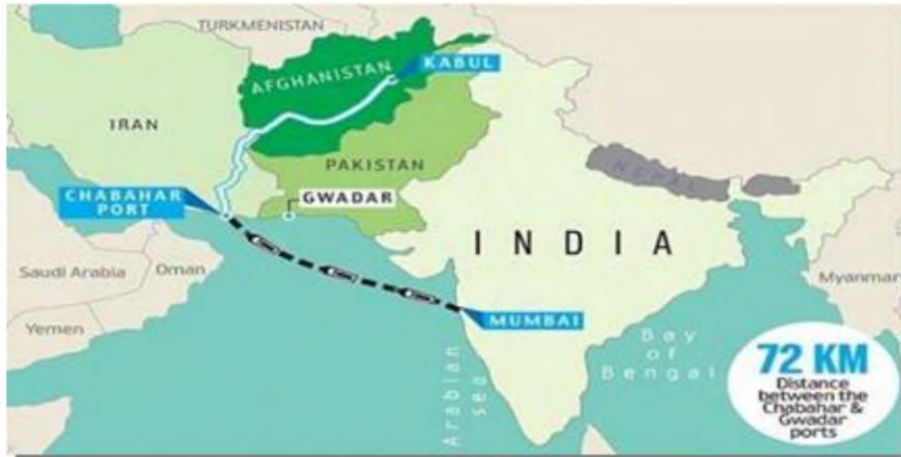 TURKMENISTAN
AFGHANISTAN
KABUL
IRAN
PAKISTAN
CHABAHAR
PORT
GWADAR
NEPAL
INDIA
Saudi Arabia
Oman
Myanmar
Yemen
MUMBAI
Arabian
sea
Bay
of
Bengal
72 KM
Distance
between the
Chabahar &
Gwadar
ports